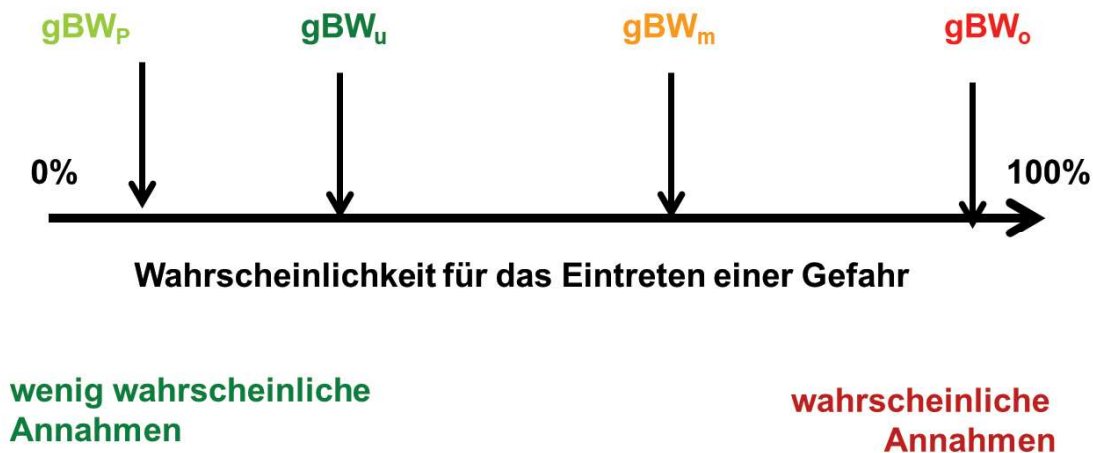 gBWP gBWu gBWm gBWo
0% 100%
Wahrscheinlichkeit für das Eintreten einer Gefahr
wenig wahrscheinliche
Annahmen
wahrscheinliche
Annahmen